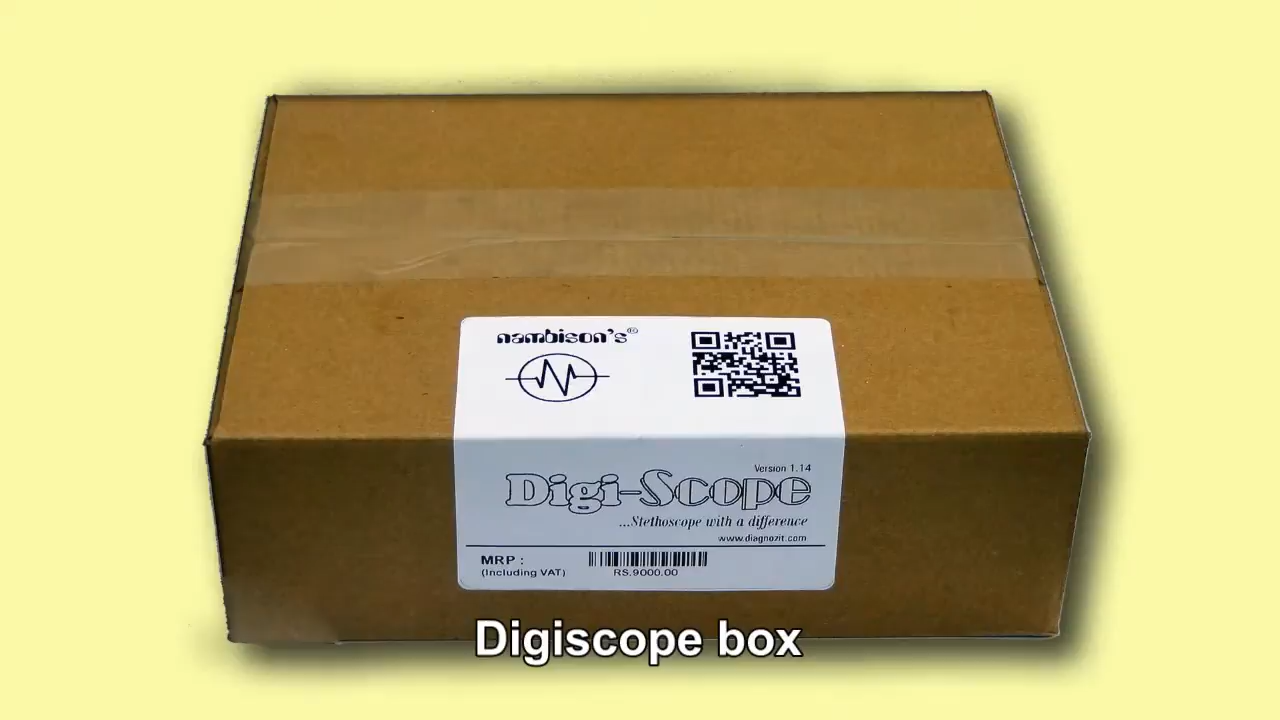 nambison's®
Version 1.14
Digi-Scope
...Stethoscope with a difference
www.diagnozit.com
MRP :
(Including VAT)
RS.9000.00
Digiscope box